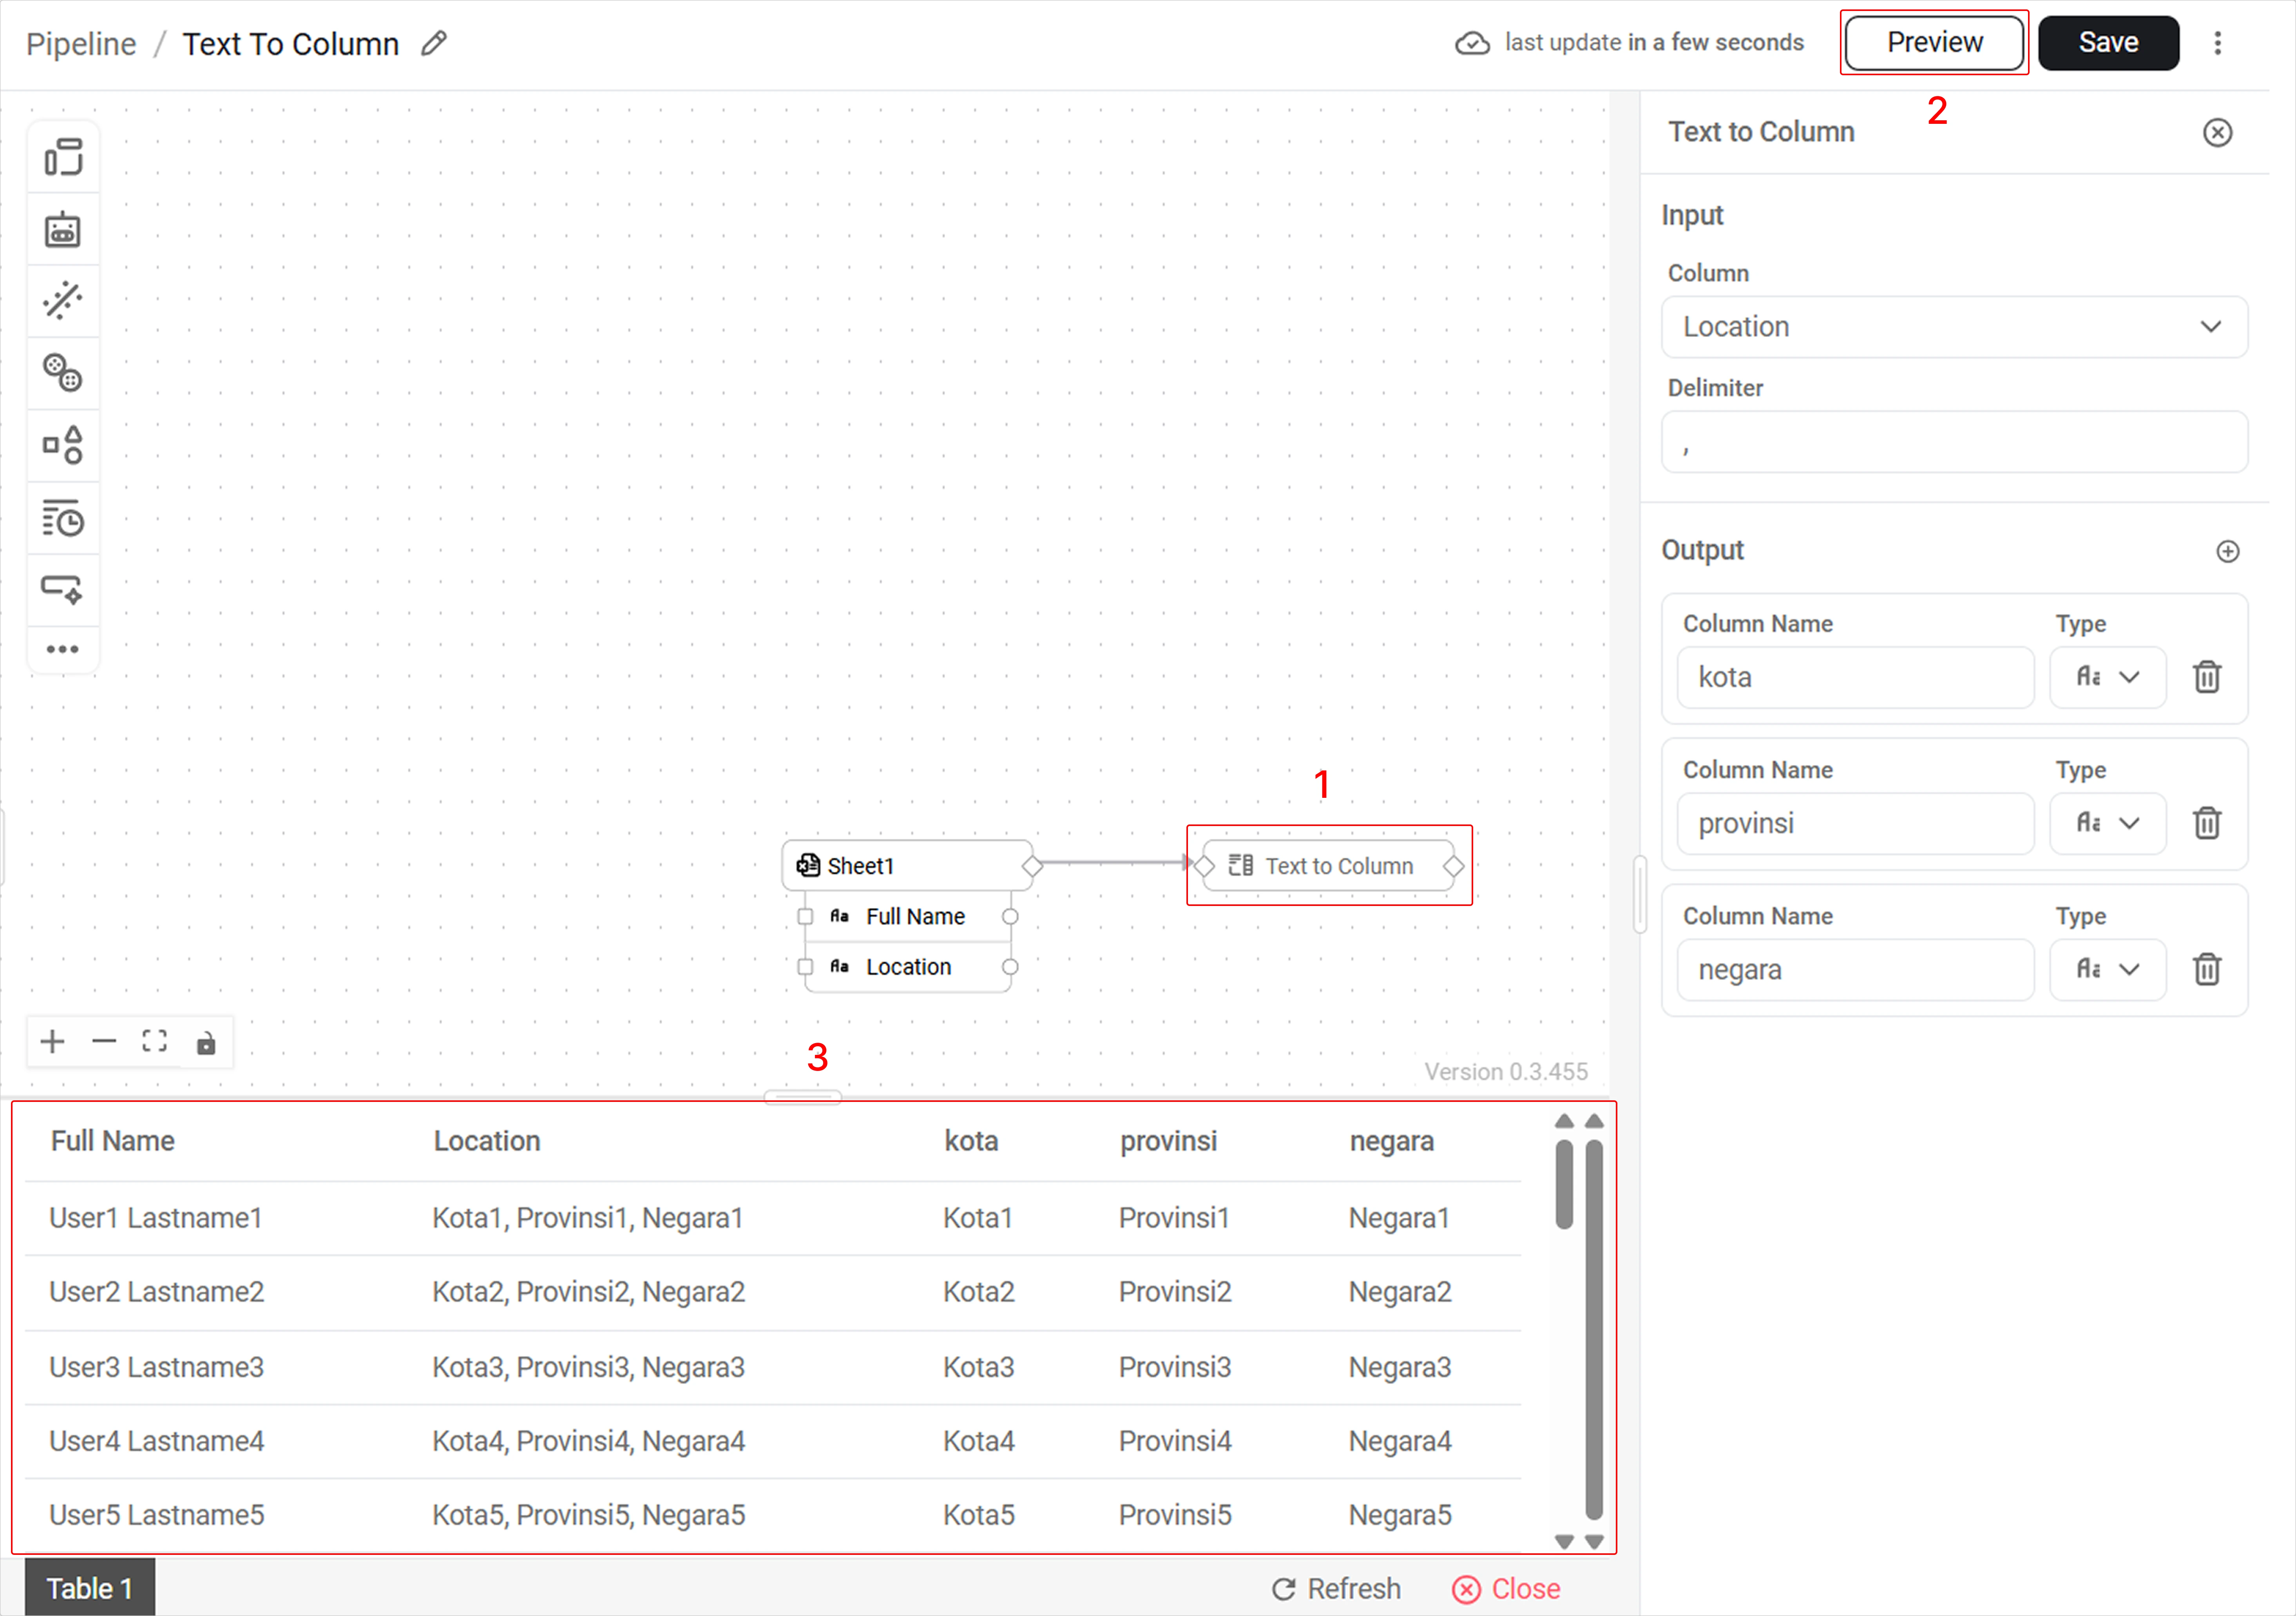 Pipeline / Text To Column
last update in a few seconds
Preview
Save
2
Text to Column
Input
Column
Location
Delimiter
,
Output
Column Name Type
kota Aa
Column Name Type
provinsi Aa
Column Name Type
negara Aa
1
Sheet1
Text to Column
Aa Full Name
Aa Location
3
Version 0.3.455
Full Name Location kota provinsi negara
User1 Lastname1 Kota1, Provinsi1, Negara1 Kota1 Provinsi1 Negara1
User2 Lastname2 Kota2, Provinsi2, Negara2 Kota2 Provinsi2 Negara2
User3 Lastname3 Kota3, Provinsi3, Negara3 Kota3 Provinsi3 Negara3
User4 Lastname4 Kota4, Provinsi4, Negara4 Kota4 Provinsi4 Negara4
User5 Lastname5 Kota5, Provinsi5, Negara5 Kota5 Provinsi5 Negara5
Table 1
Refresh
Close